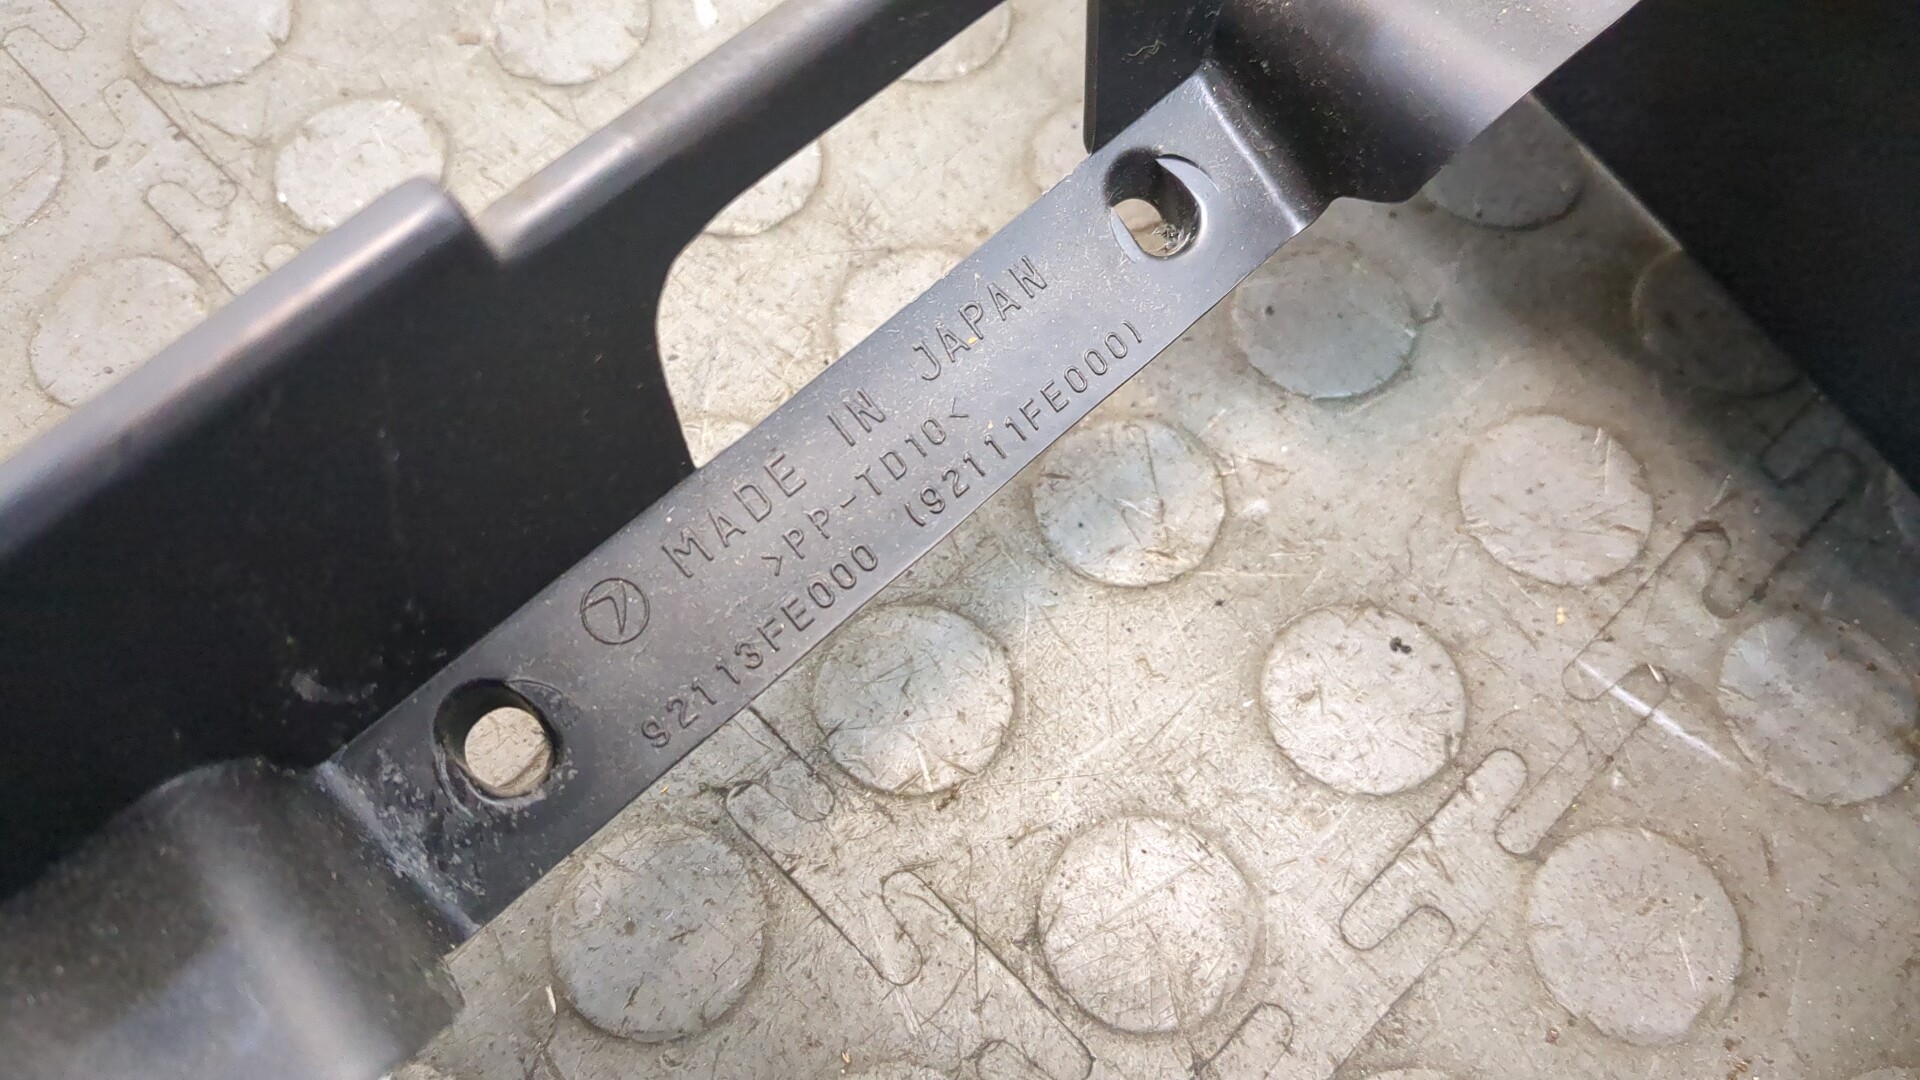 MADE IN JAPAN
>PP-TD10<
92113FE000 (92111FE000)